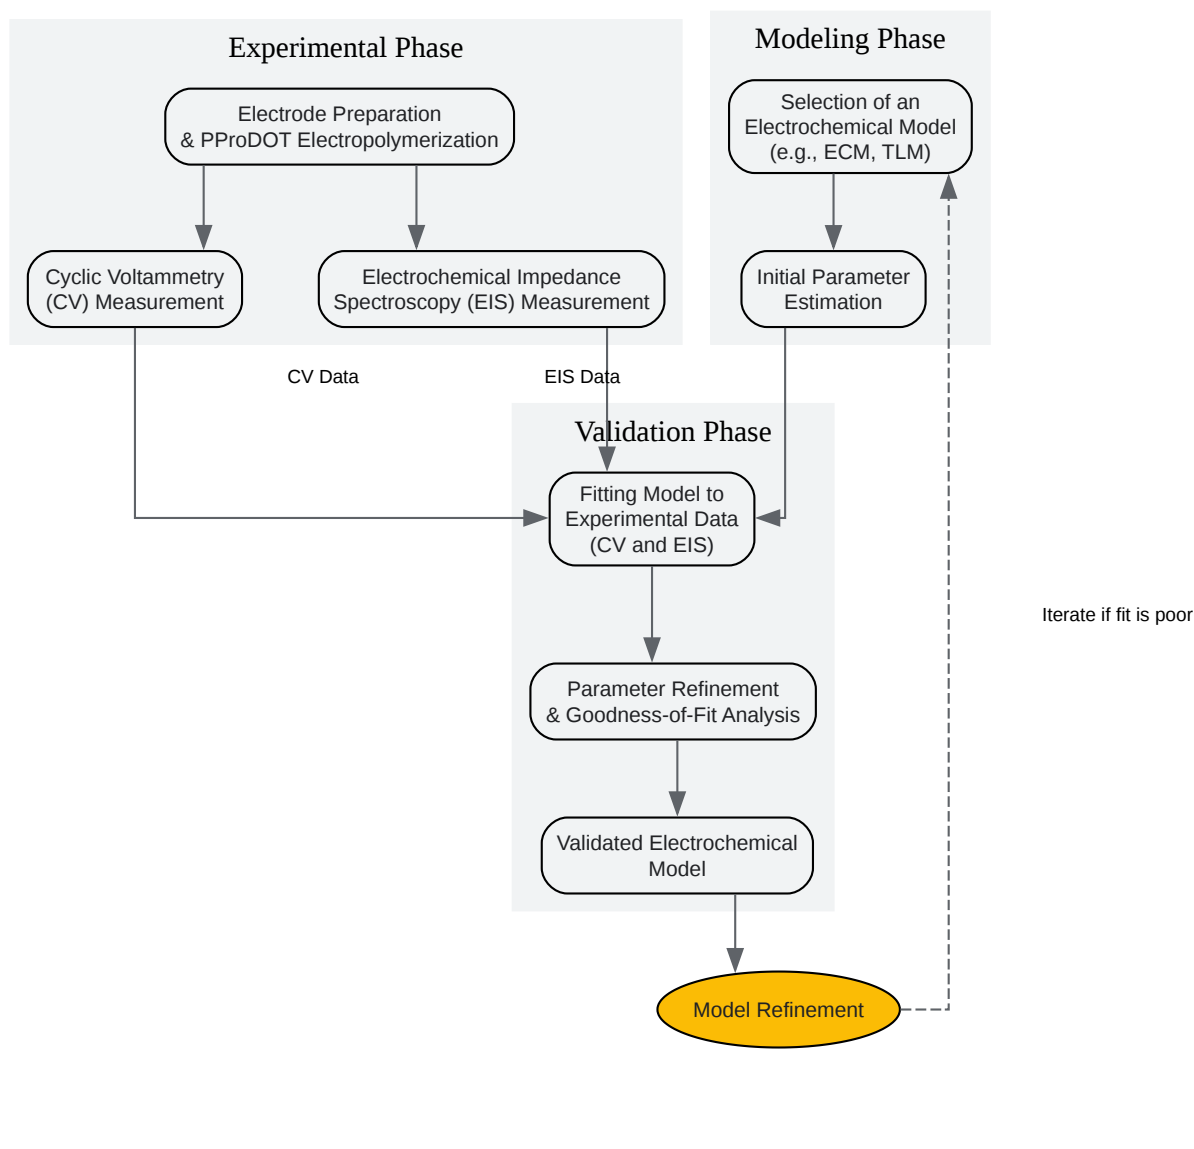 Experimental Phase
Electrode Preparation
& PProDOT Electropolymerization
Cyclic Voltammetry
(CV) Measurement
Electrochemical Impedance
Spectroscopy (EIS) Measurement
Modeling Phase
Selection of an
Electrochemical Model
(e.g., ECM, TLM)
Initial Parameter
Estimation
CV Data
EIS Data
Validation Phase
Fitting Model to
Experimental Data
(CV and EIS)
Parameter Refinement
& Goodness-of-Fit Analysis
Validated Electrochemical
Model
Model Refinement
Iterate if fit is poor